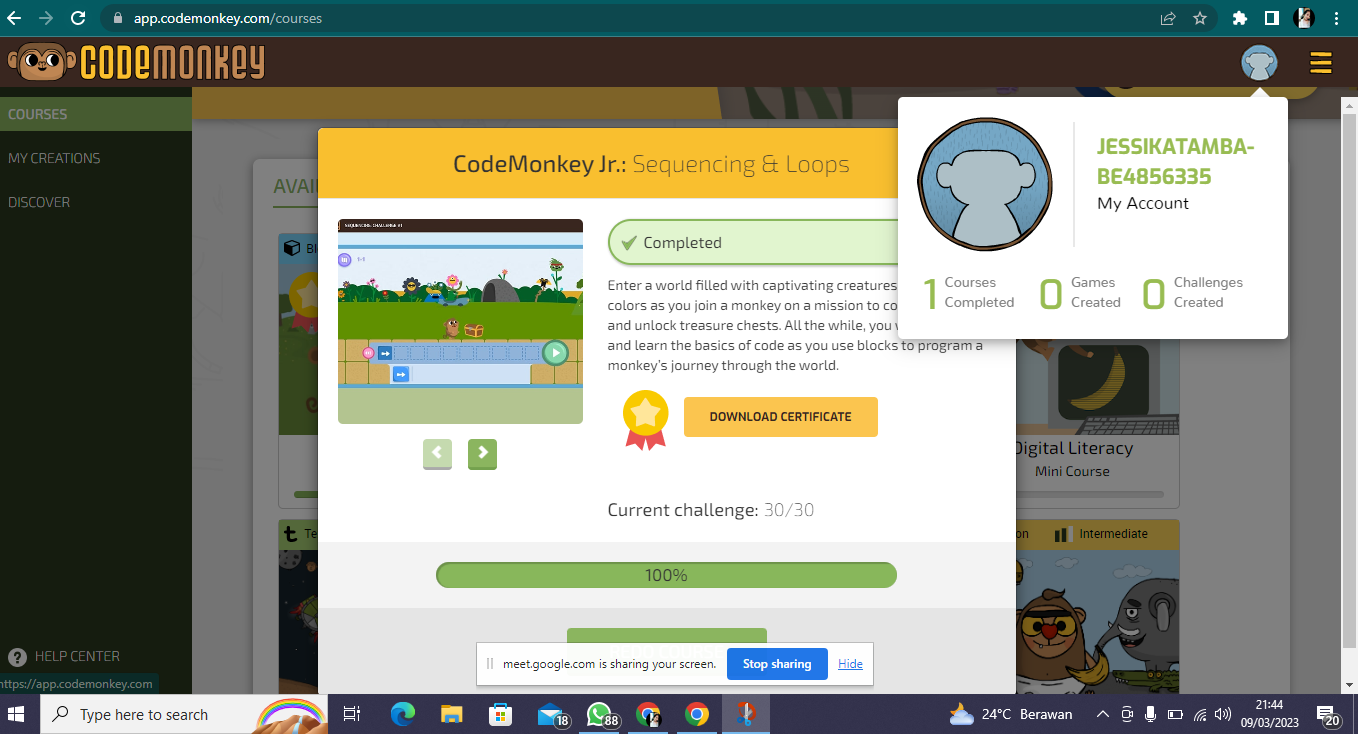 app.codemonkey.com/courses
CODEMONKEY
COURSES
MY CREATIONS
DISCOVER
HELP CENTER
https://app.codemonkey.com
AVAI
Bl
Te
CodeMonkey Jr.: Sequencing & Loops
SEQUENCING CHALLENGE #1
1-1
Completed
Enter a world filled with captivating creatures
colors as you join a monkey on a mission to co
and unlock treasure chests. All the while, you w
and learn the basics of code as you use blocks to program a
monkey's journey through the world.
DOWNLOAD CERTIFICATE
Current challenge: 30/30
100%
JESSIKATAMBA-
BE4856335
My Account
1 Courses Completed
0 Games Created
0 Challenges Created
Digital Literacy
Mini Course
on
Intermediate
meet.google.com is sharing your screen.
Stop sharing
Hide
Type here to search
18
88
24°C Berawan
21:44
09/03/2023
20